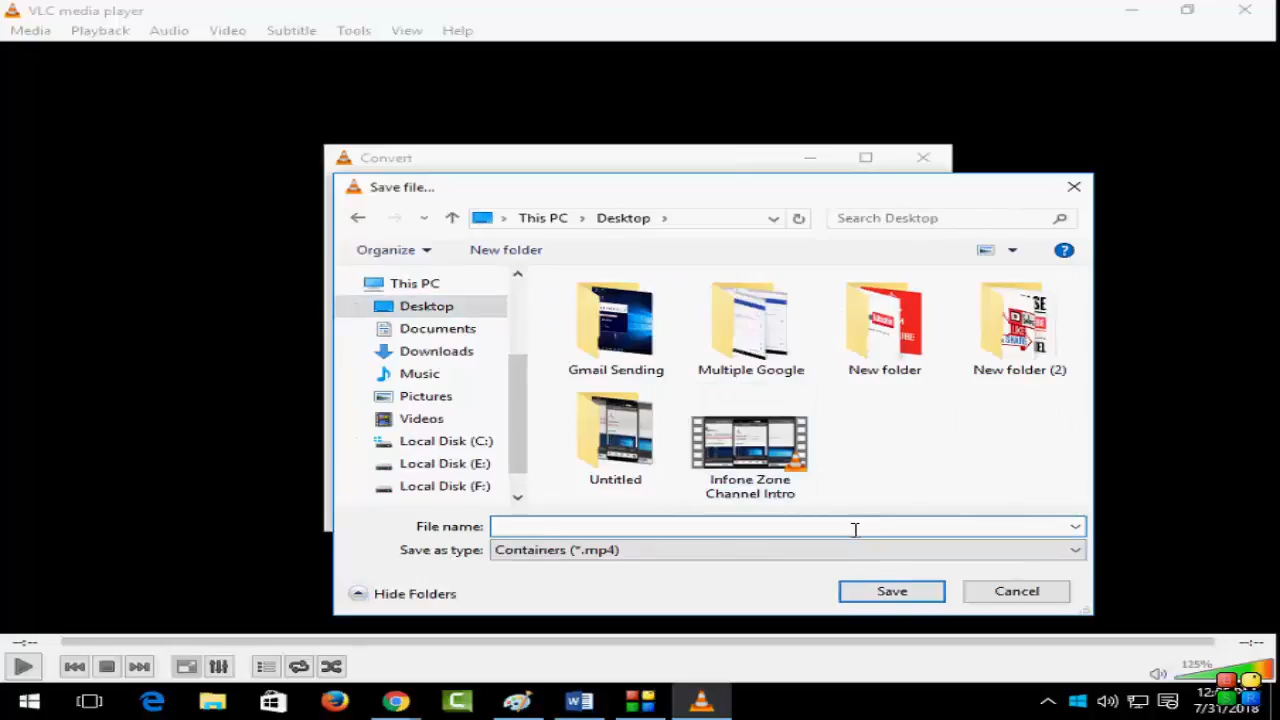 VLC media player
Media Playback Audio Video Subtitle Tools View Help
Convert
Save file...
This PC Desktop
Search Desktop
Organize New folder
This PC
Desktop
Documents
Downloads
Music
Pictures
Videos
Local Disk (C:)
Local Disk (E:)
Local Disk (F:)
Gmail Sending
Multiple Google
New folder
New folder (2)
Untitled
Infone Zone
Channel Intro
File name:
Save as type: Containers (*.mp4)
Hide Folders
Save
Cancel
--:--
--:--
125%
7/31/2018